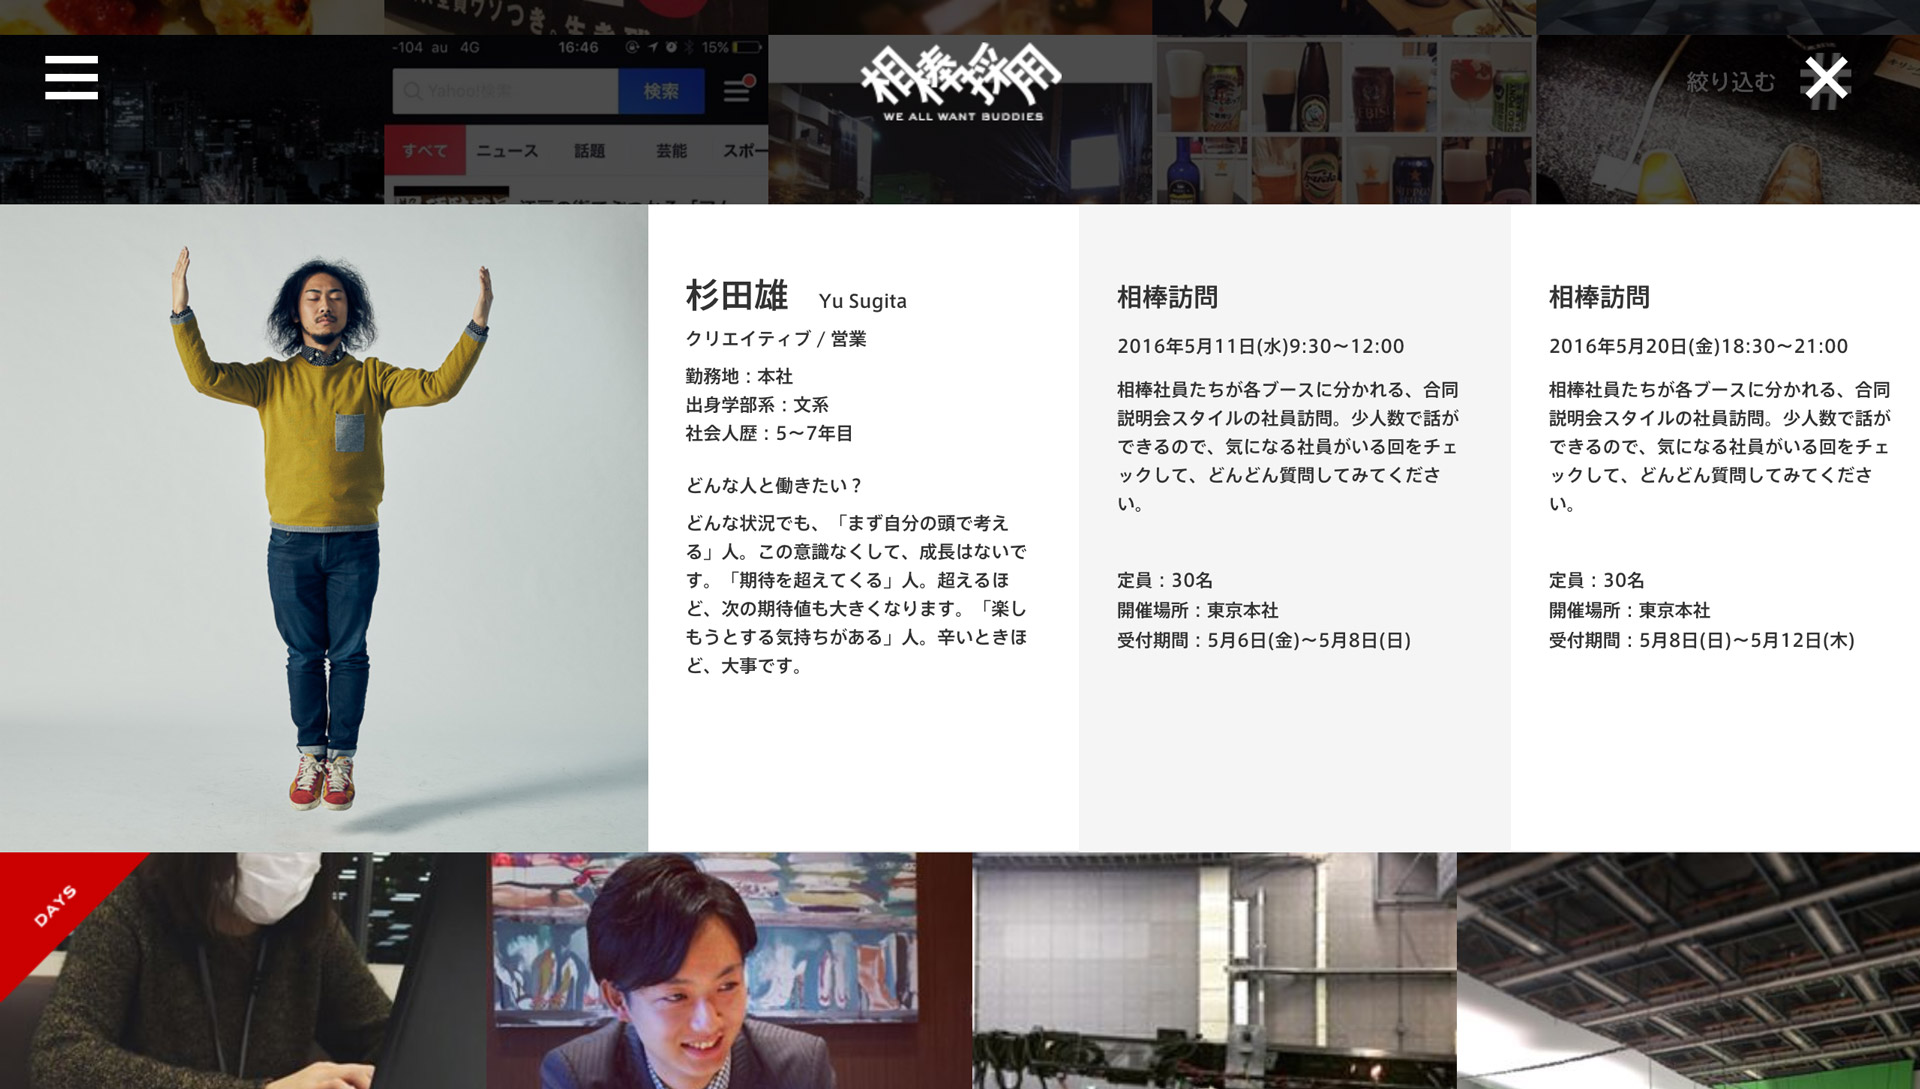 全員ウソつき。生き残
-104 au 4G 16:46 15%
Yahoo!検索
検索
すべて ニュース 話題 芸能 スポー
相棒採用
WE ALL WANT BUDDIES
絞り込む
杉田雄 Yu Sugita
クリエイティブ / 営業
勤務地：本社
出身学部系：文系
社会人歴：5〜7年目
どんな人と働きたい？
どんな状況でも、「まず自分の頭で考え
る」人。この意識なくして、成長はないで
す。「期待を超えてくる」人。超えるほ
ど、次の期待値も大きくなります。「楽し
もうとする気持ちがある」人。辛いときほ
ど、大事です。
相棒訪問
2016年5月11日(水)9:30〜12:00
相棒社員たちが各ブースに分かれる、合同
説明会スタイルの社員訪問。少人数で話が
できるので、気になる社員がいる回をチェ
ックして、どんどん質問してみてくださ
い。
定員：30名
開催場所：東京本社
受付期間：5月6日(金)〜5月8日(日)
相棒訪問
2016年5月20日(金)18:30〜21:00
相棒社員たちが各ブースに分かれる、合同
説明会スタイルの社員訪問。少人数で話が
できるので、気になる社員がいる回をチェ
ックして、どんどん質問してみてくださ
い。
定員：30名
開催場所：東京本社
受付期間：5月8日(日)〜5月12日(木)
DAYS